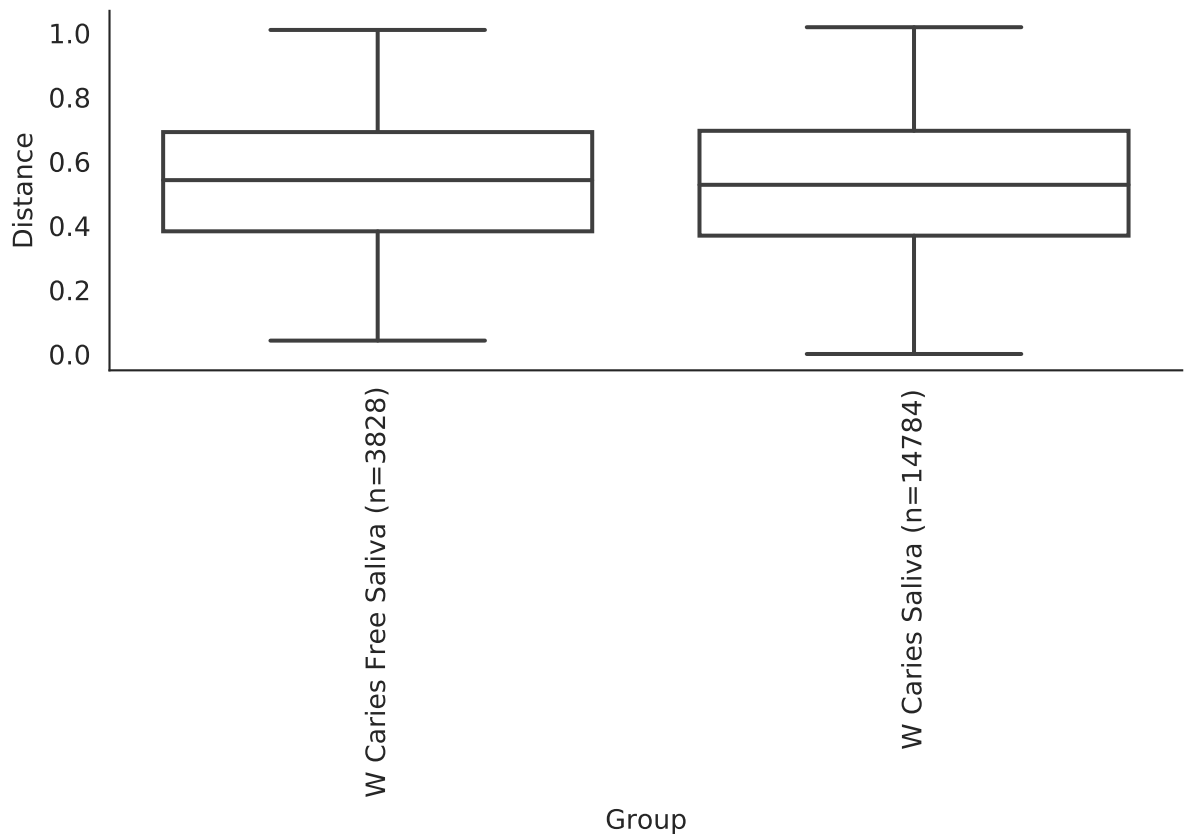 1.0
0.8
0.6
0.4
0.2
0.0
Distance
W Caries Free Saliva (n=3828)
W Caries Saliva (n=14784)
Group